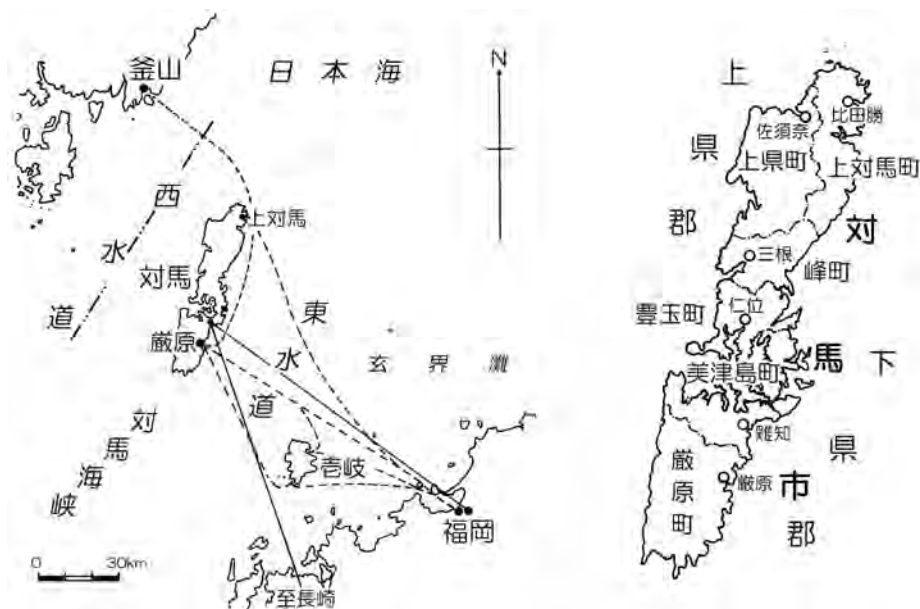 釜山
日本海
N
西水道
上対馬
対馬
東水道
厳原
玄界灘
対馬海峡
壱岐
福岡
0 30km
至長崎
上県郡
比田勝
佐須奈
上県町
上対馬町
対馬市
三根
峰町
仁位
豊玉町
美津島町
下県郡
雞知
厳原町
厳原